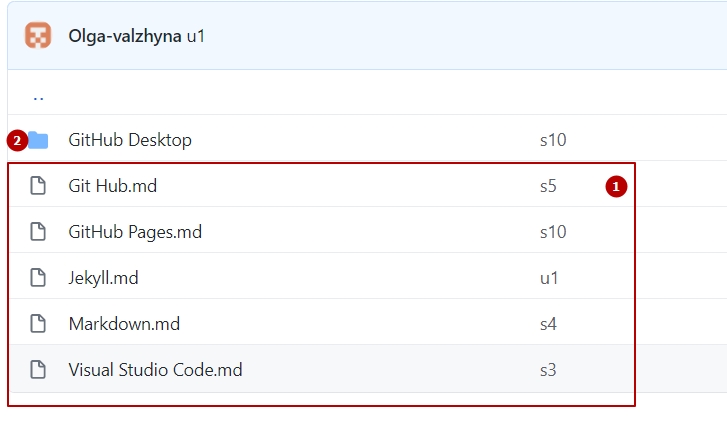 Olga-valzhyna u1
..
2 GitHub Desktop s10
Git Hub.md s5 1
GitHub Pages.md s10
Jekyll.md u1
Markdown.md s4
Visual Studio Code.md s3